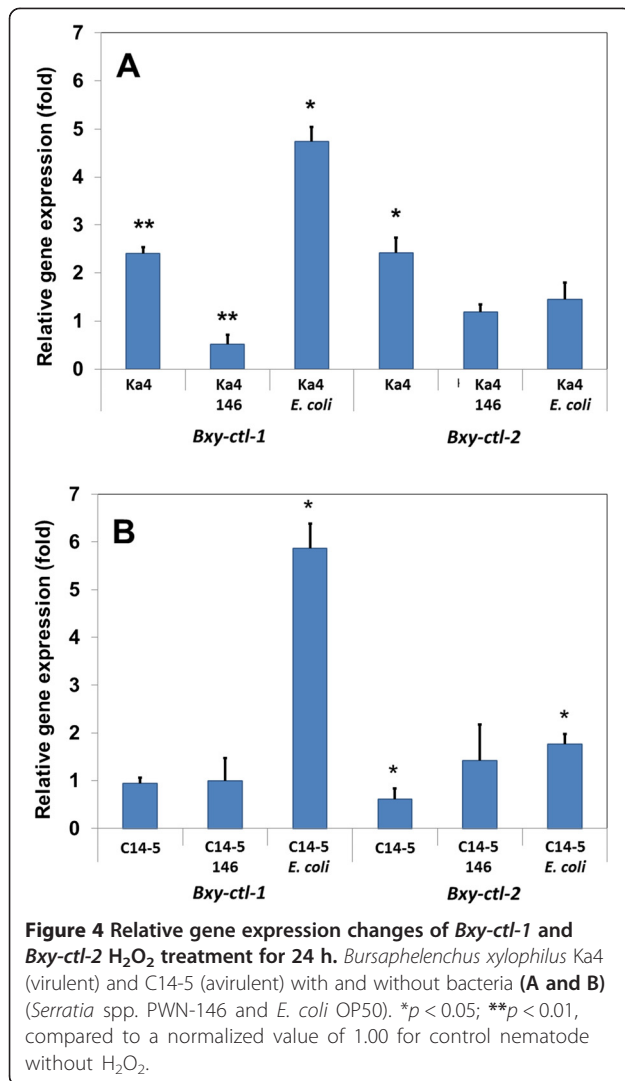 A
Relative gene expression (fold)
7
6
5
4
3
2
1
0
**
**
*
*
Ka4 Ka4 Ka4 Ka4 Ka4 Ka4
146 E. coli 146 E. coli
Bxy-ctl-1 Bxy-ctl-2
B
Relative gene expression (fold)
7
6
5
4
3
2
1
0
*
*
*
C14-5 C14-5 C14-5 C14-5 C14-5 C14-5
146 E. coli 146 E. coli
Bxy-ctl-1 Bxy-ctl-2
Figure 4 Relative gene expression changes of Bxy-ctl-1 and
Bxy-ctl-2 H₂O₂ treatment for 24 h. Bursaphelenchus xylophilus Ka4
(virulent) and C14-5 (avirulent) with and without bacteria (A and B)
(Serratia spp. PWN-146 and E. coli OP50). *p < 0.05; **p < 0.01,
compared to a normalized value of 1.00 for control nematode
without H₂O₂.